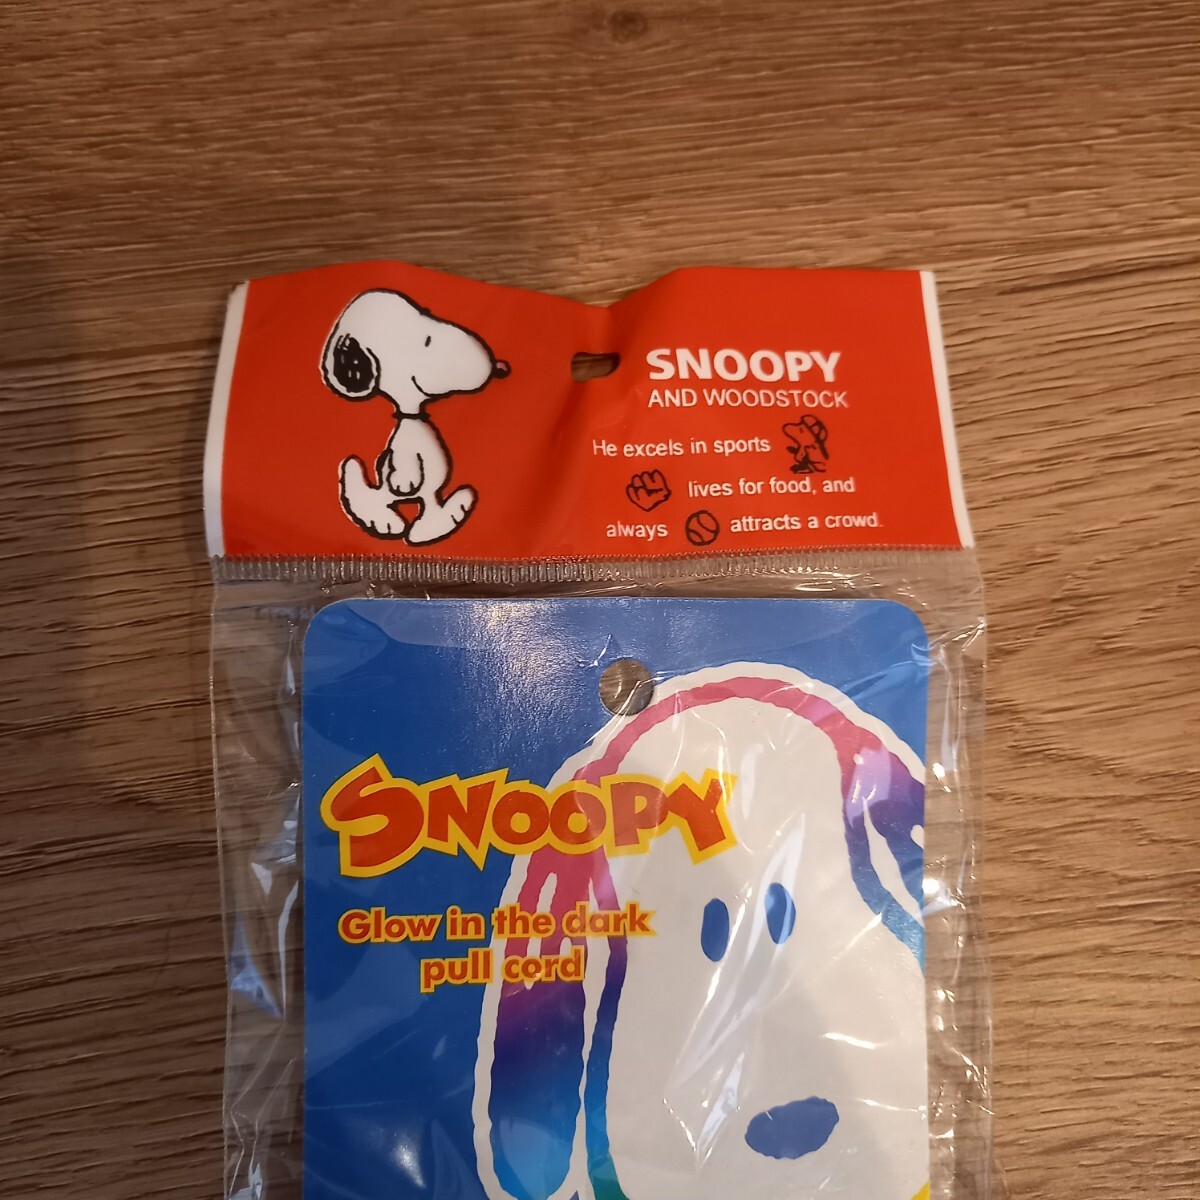 SNOOPY
AND WOODSTOCK
He excels in sports
lives for food, and
always attracts a crowd.
SNOOPY
Glow in the dark
pull cord